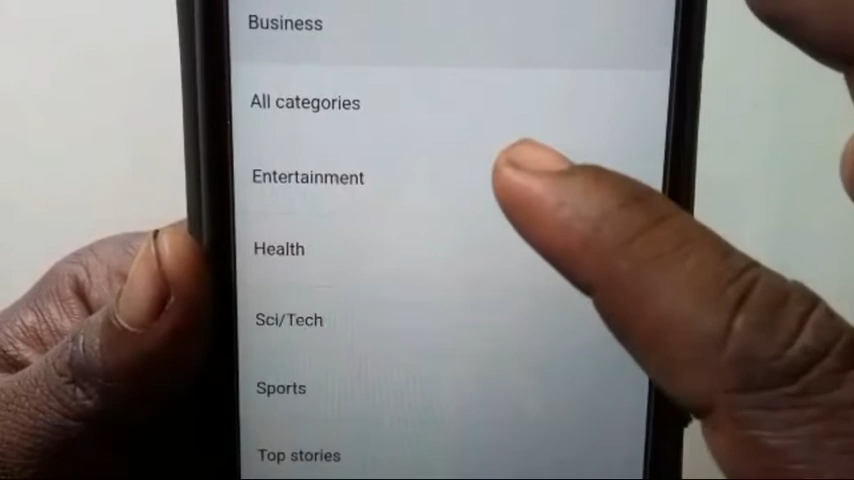 Business
All categories
Entertainment
Health
Sci/Tech
Sports
Top stories